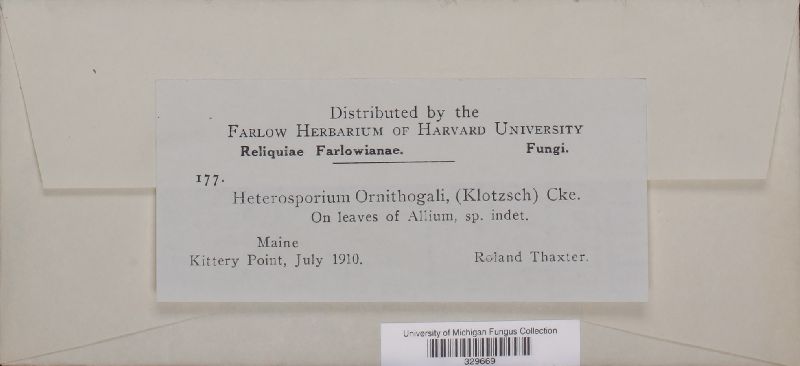 Distributed by the
FARLOW HERBARIUM OF HARVARD UNIVERSITY
Reliquiae Farlowianae. Fungi.
177.
Heterosporium Ornithogali, (Klotzsch) Cke.
On leaves of Allium, sp. indet.
Maine
Kittery Point, July 1910. Roland Thaxter.
University of Michigan Fungus Collection
329669